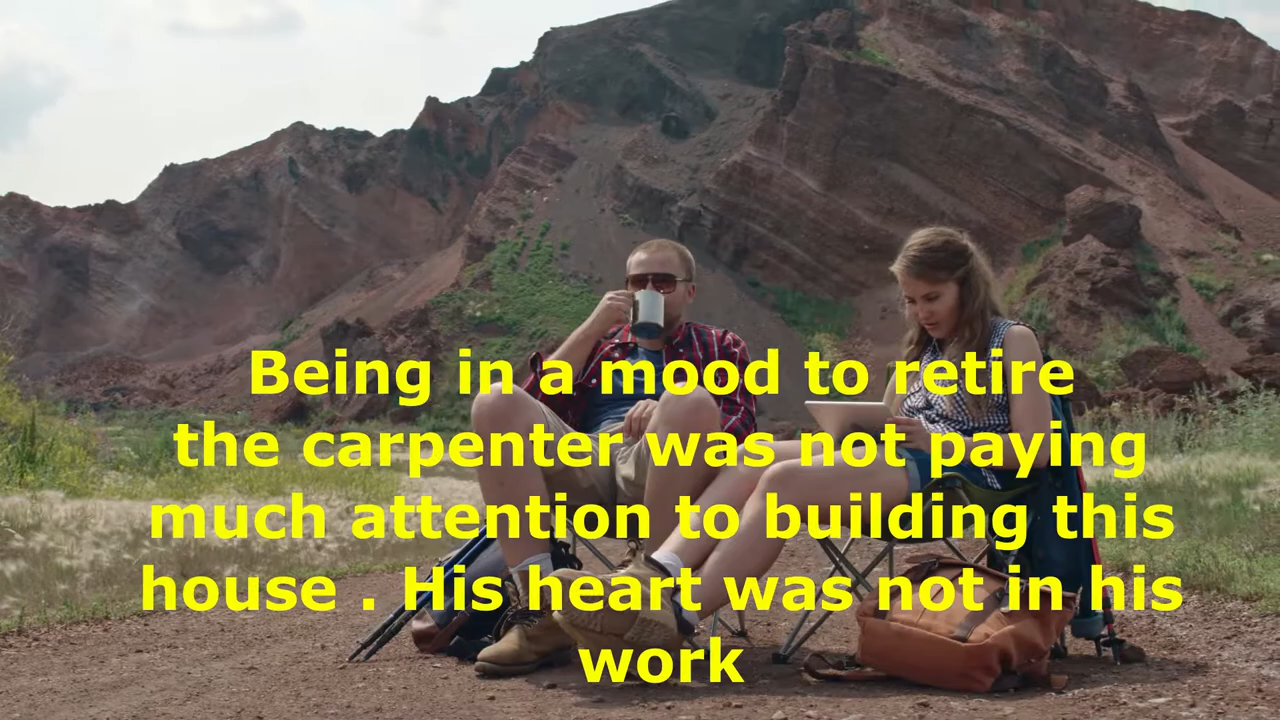 Being in a mood to retire
the carpenter was not paying
much attention to building this
house . His heart was not in his
work